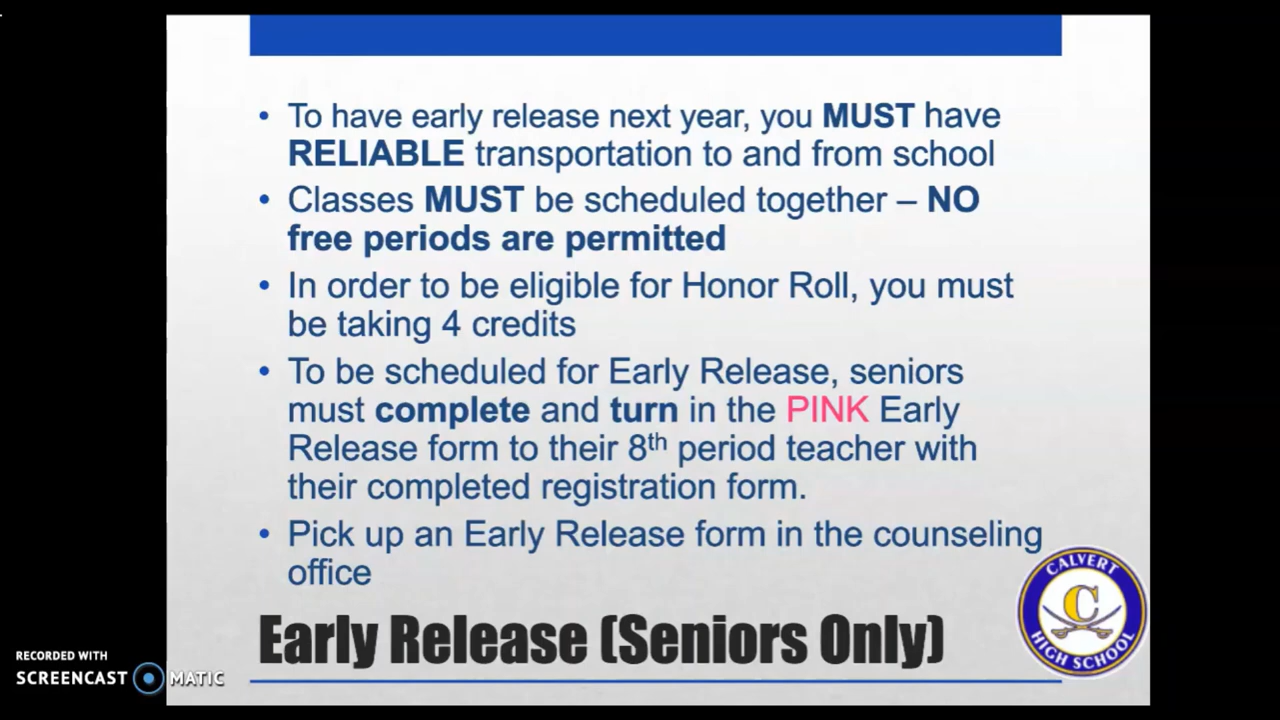 • To have early release next year, you MUST have
RELIABLE transportation to and from school
• Classes MUST be scheduled together – NO
free periods are permitted
• In order to be eligible for Honor Roll, you must
be taking 4 credits
• To be scheduled for Early Release, seniors
must complete and turn in the PINK Early
Release form to their 8th period teacher with
their completed registration form.
• Pick up an Early Release form in the counseling
office
Early Release (Seniors Only)
CALVERT
C
HIGH SCHOOL
RECORDED WITH
SCREENCAST MATIC